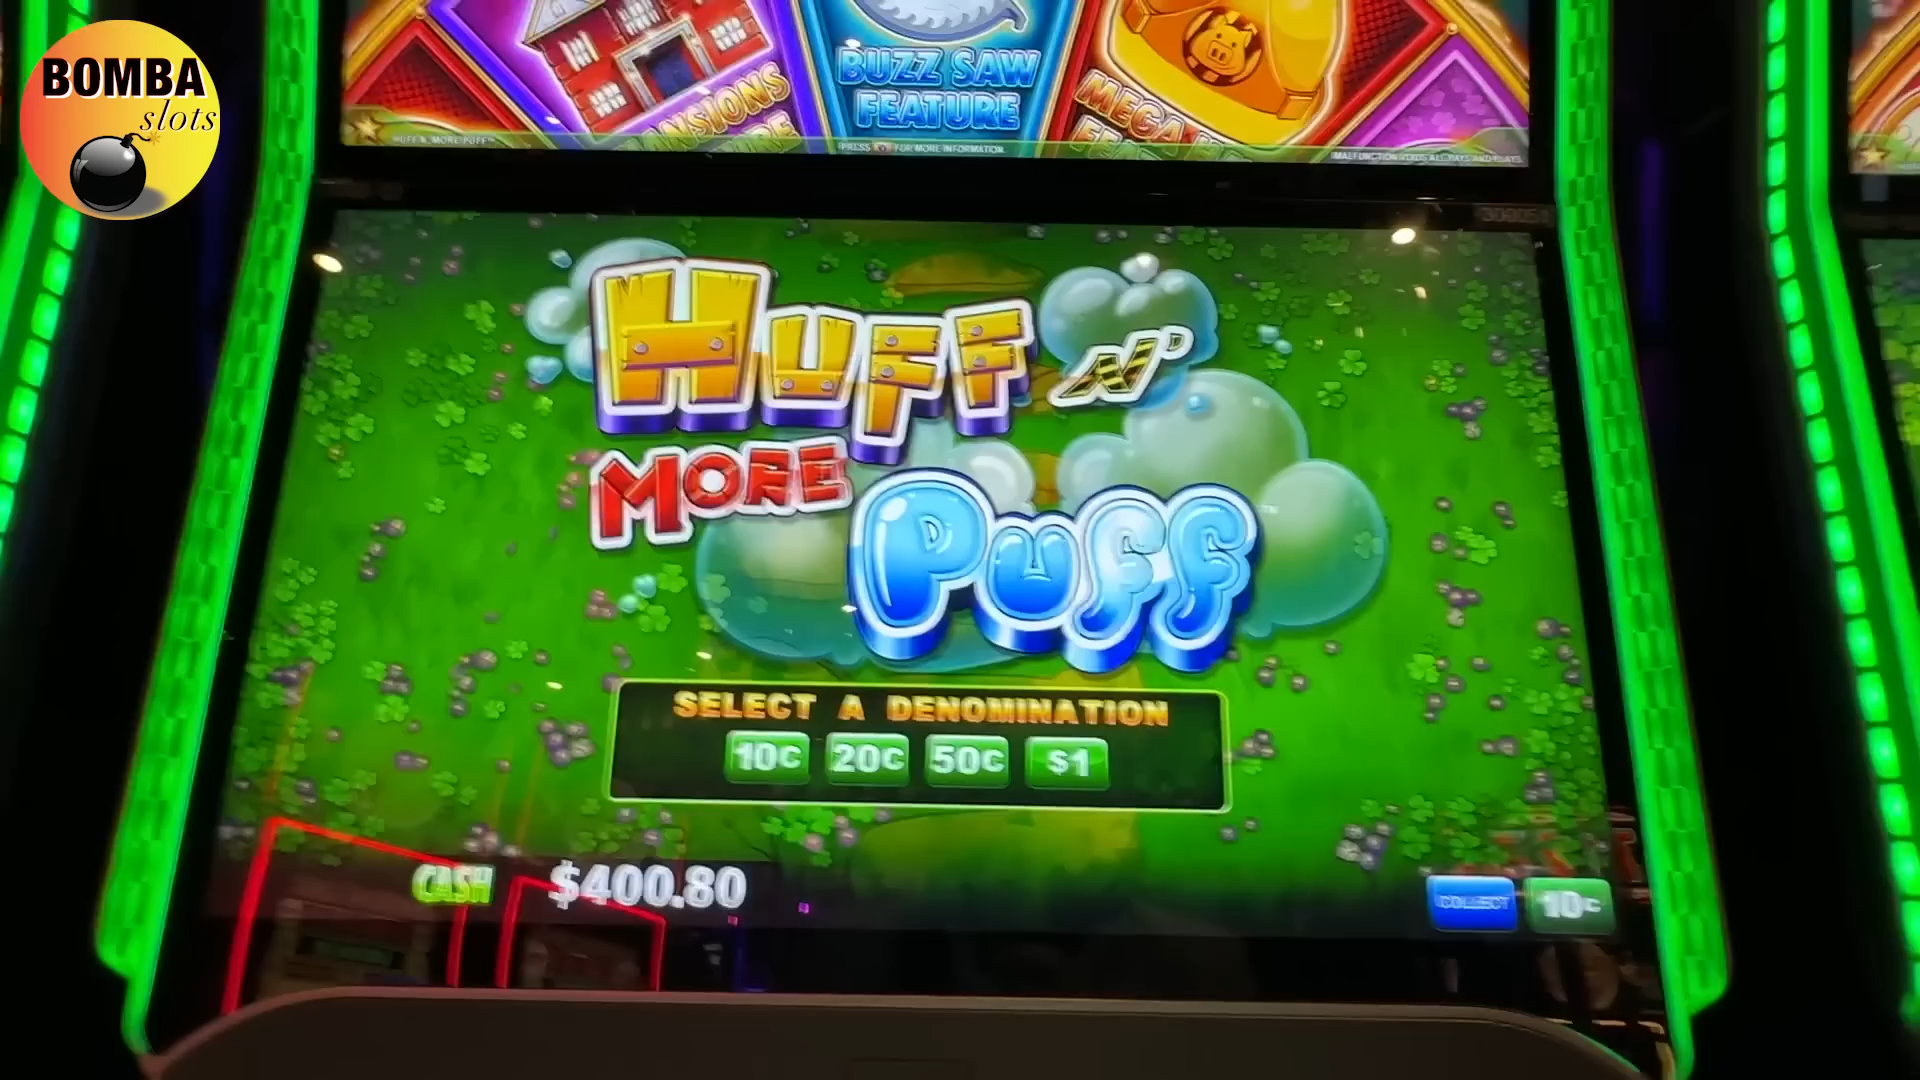 BOMBA
slots
MANSIONS
BUZZ SAW
FEATURE
MEGA
HUFF N' MORE PUFF™
PRESS
FOR MORE INFORMATION.
MALFUNCTION VOIDS ALL PAYS AND PLAYS.
HUFF N'
MORE
PUFF
SELECT A DENOMINATION
10¢ 20¢ 50¢ $1
CASH $400.80
COLLECT 10¢